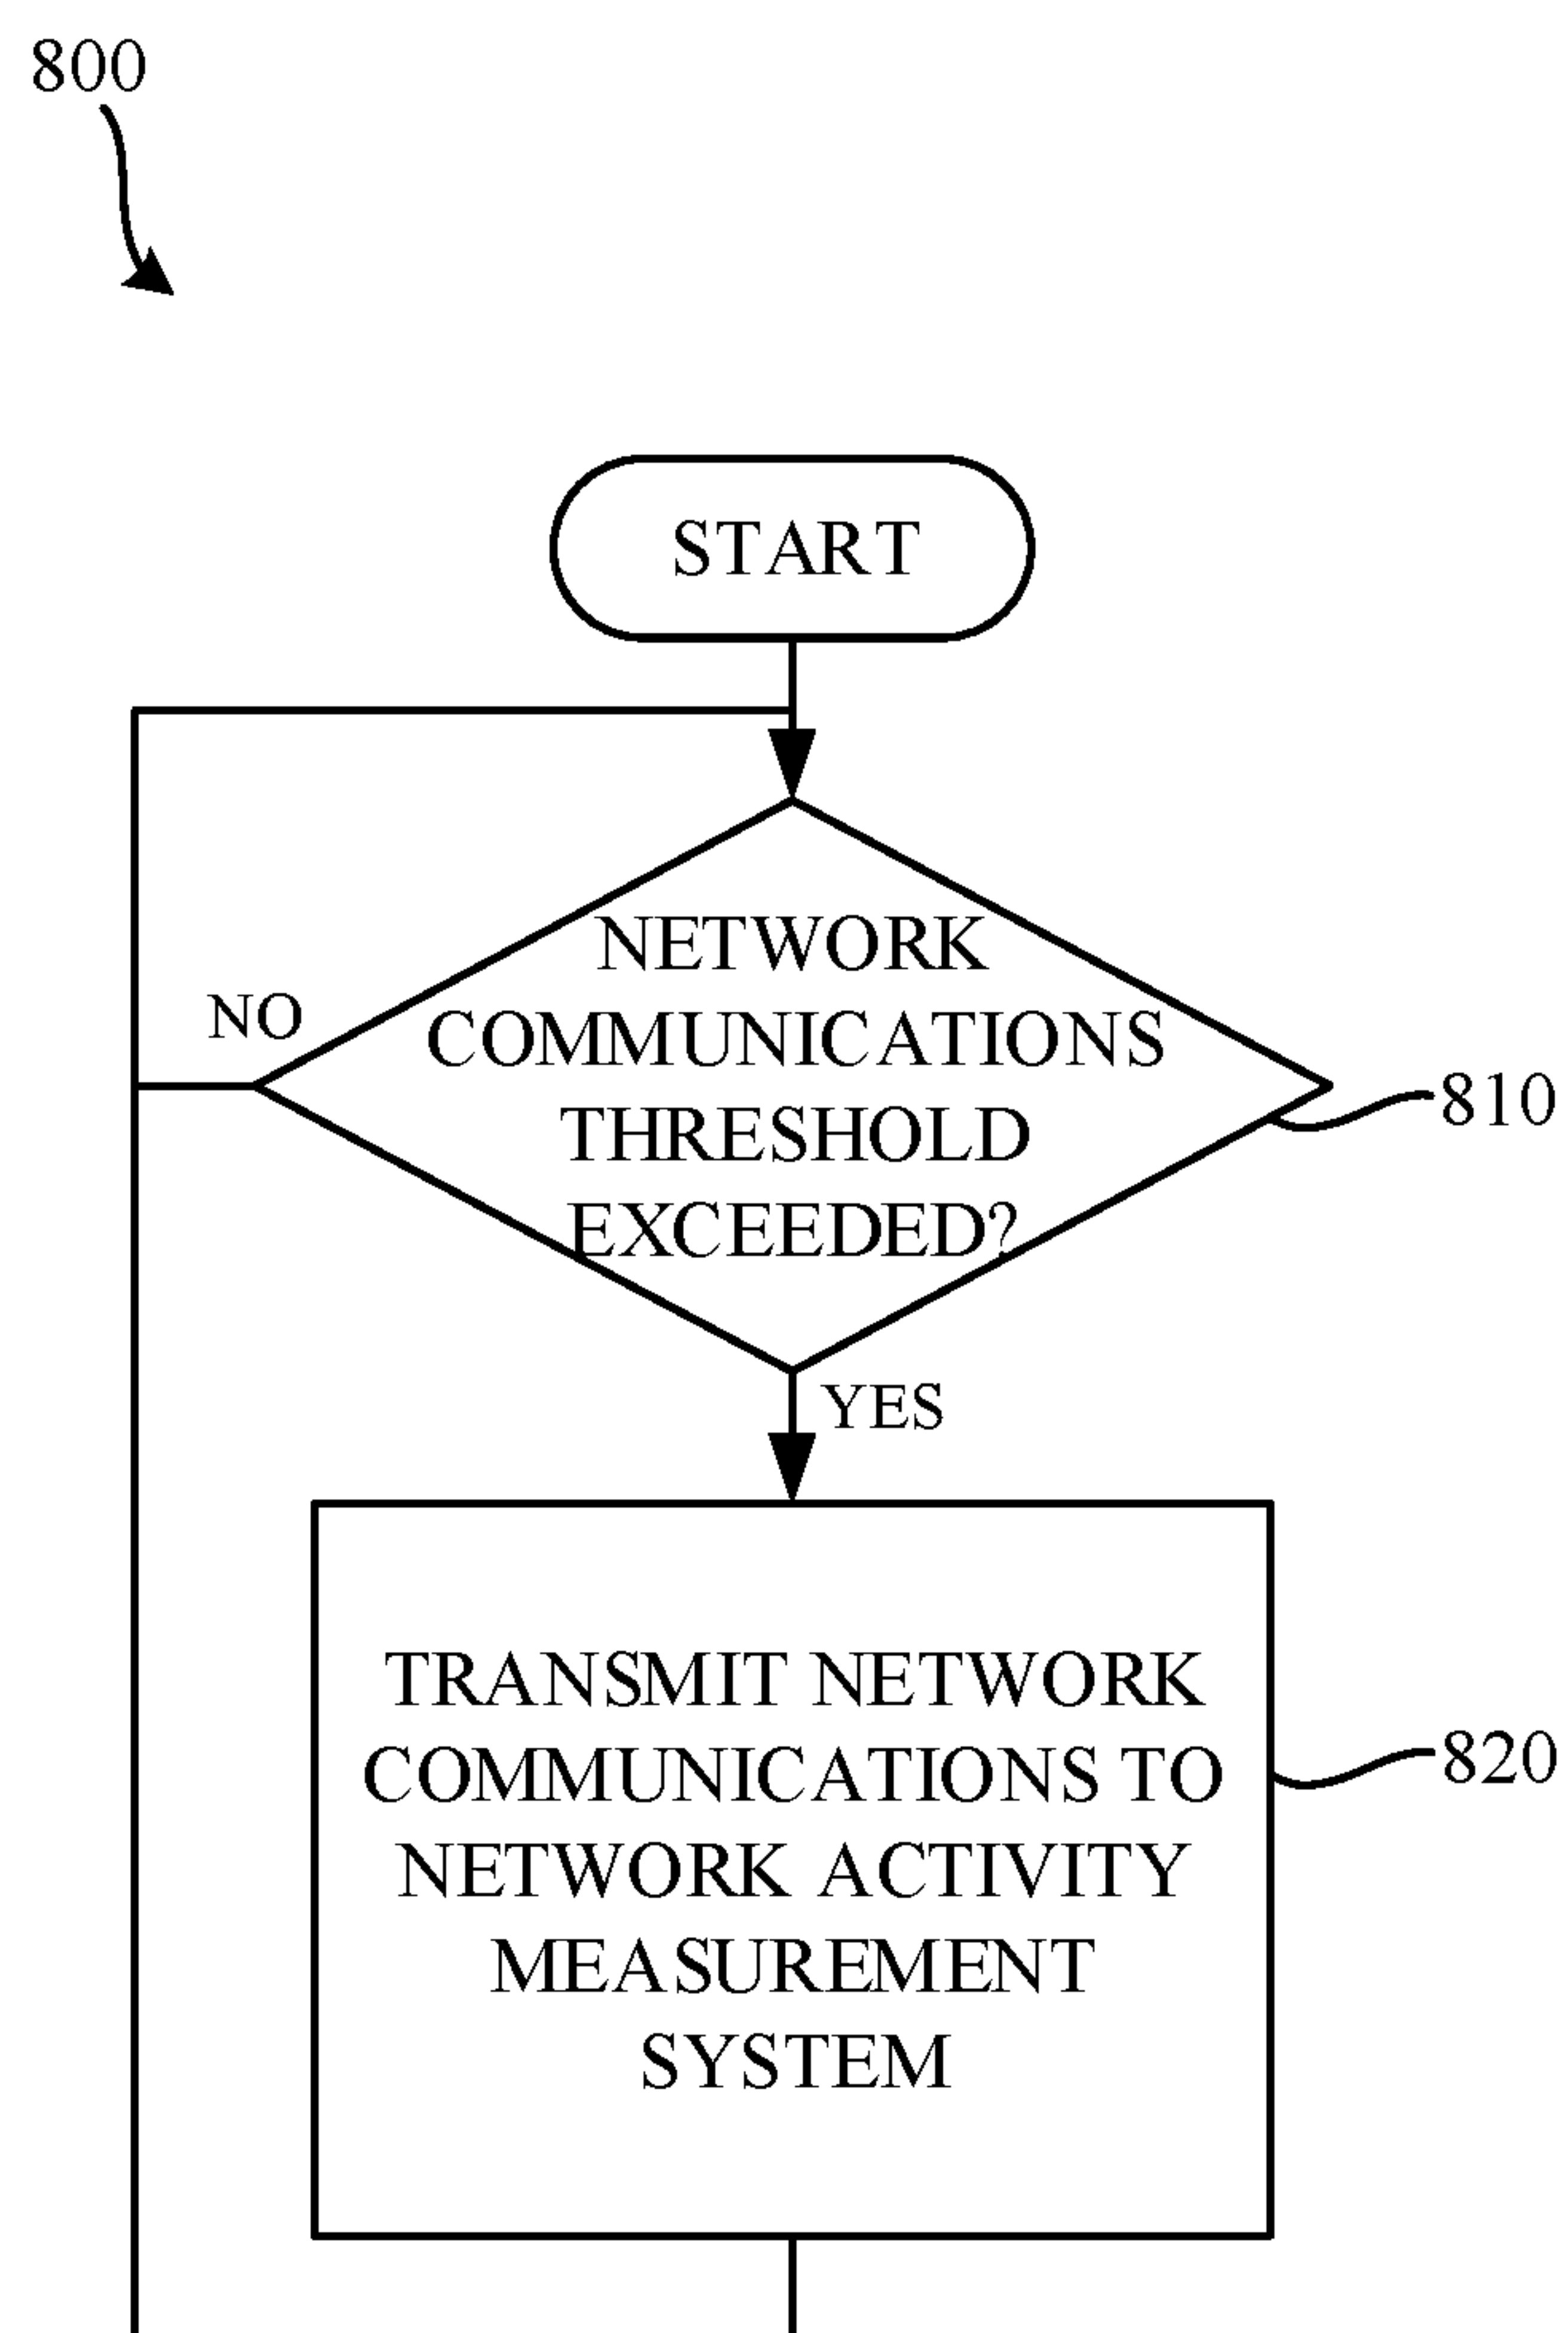 800
START
NETWORK
COMMUNICATIONS
THRESHOLD
EXCEEDED?
NO
810
YES
TRANSMIT NETWORK
COMMUNICATIONS TO
NETWORK ACTIVITY
MEASUREMENT
SYSTEM
820